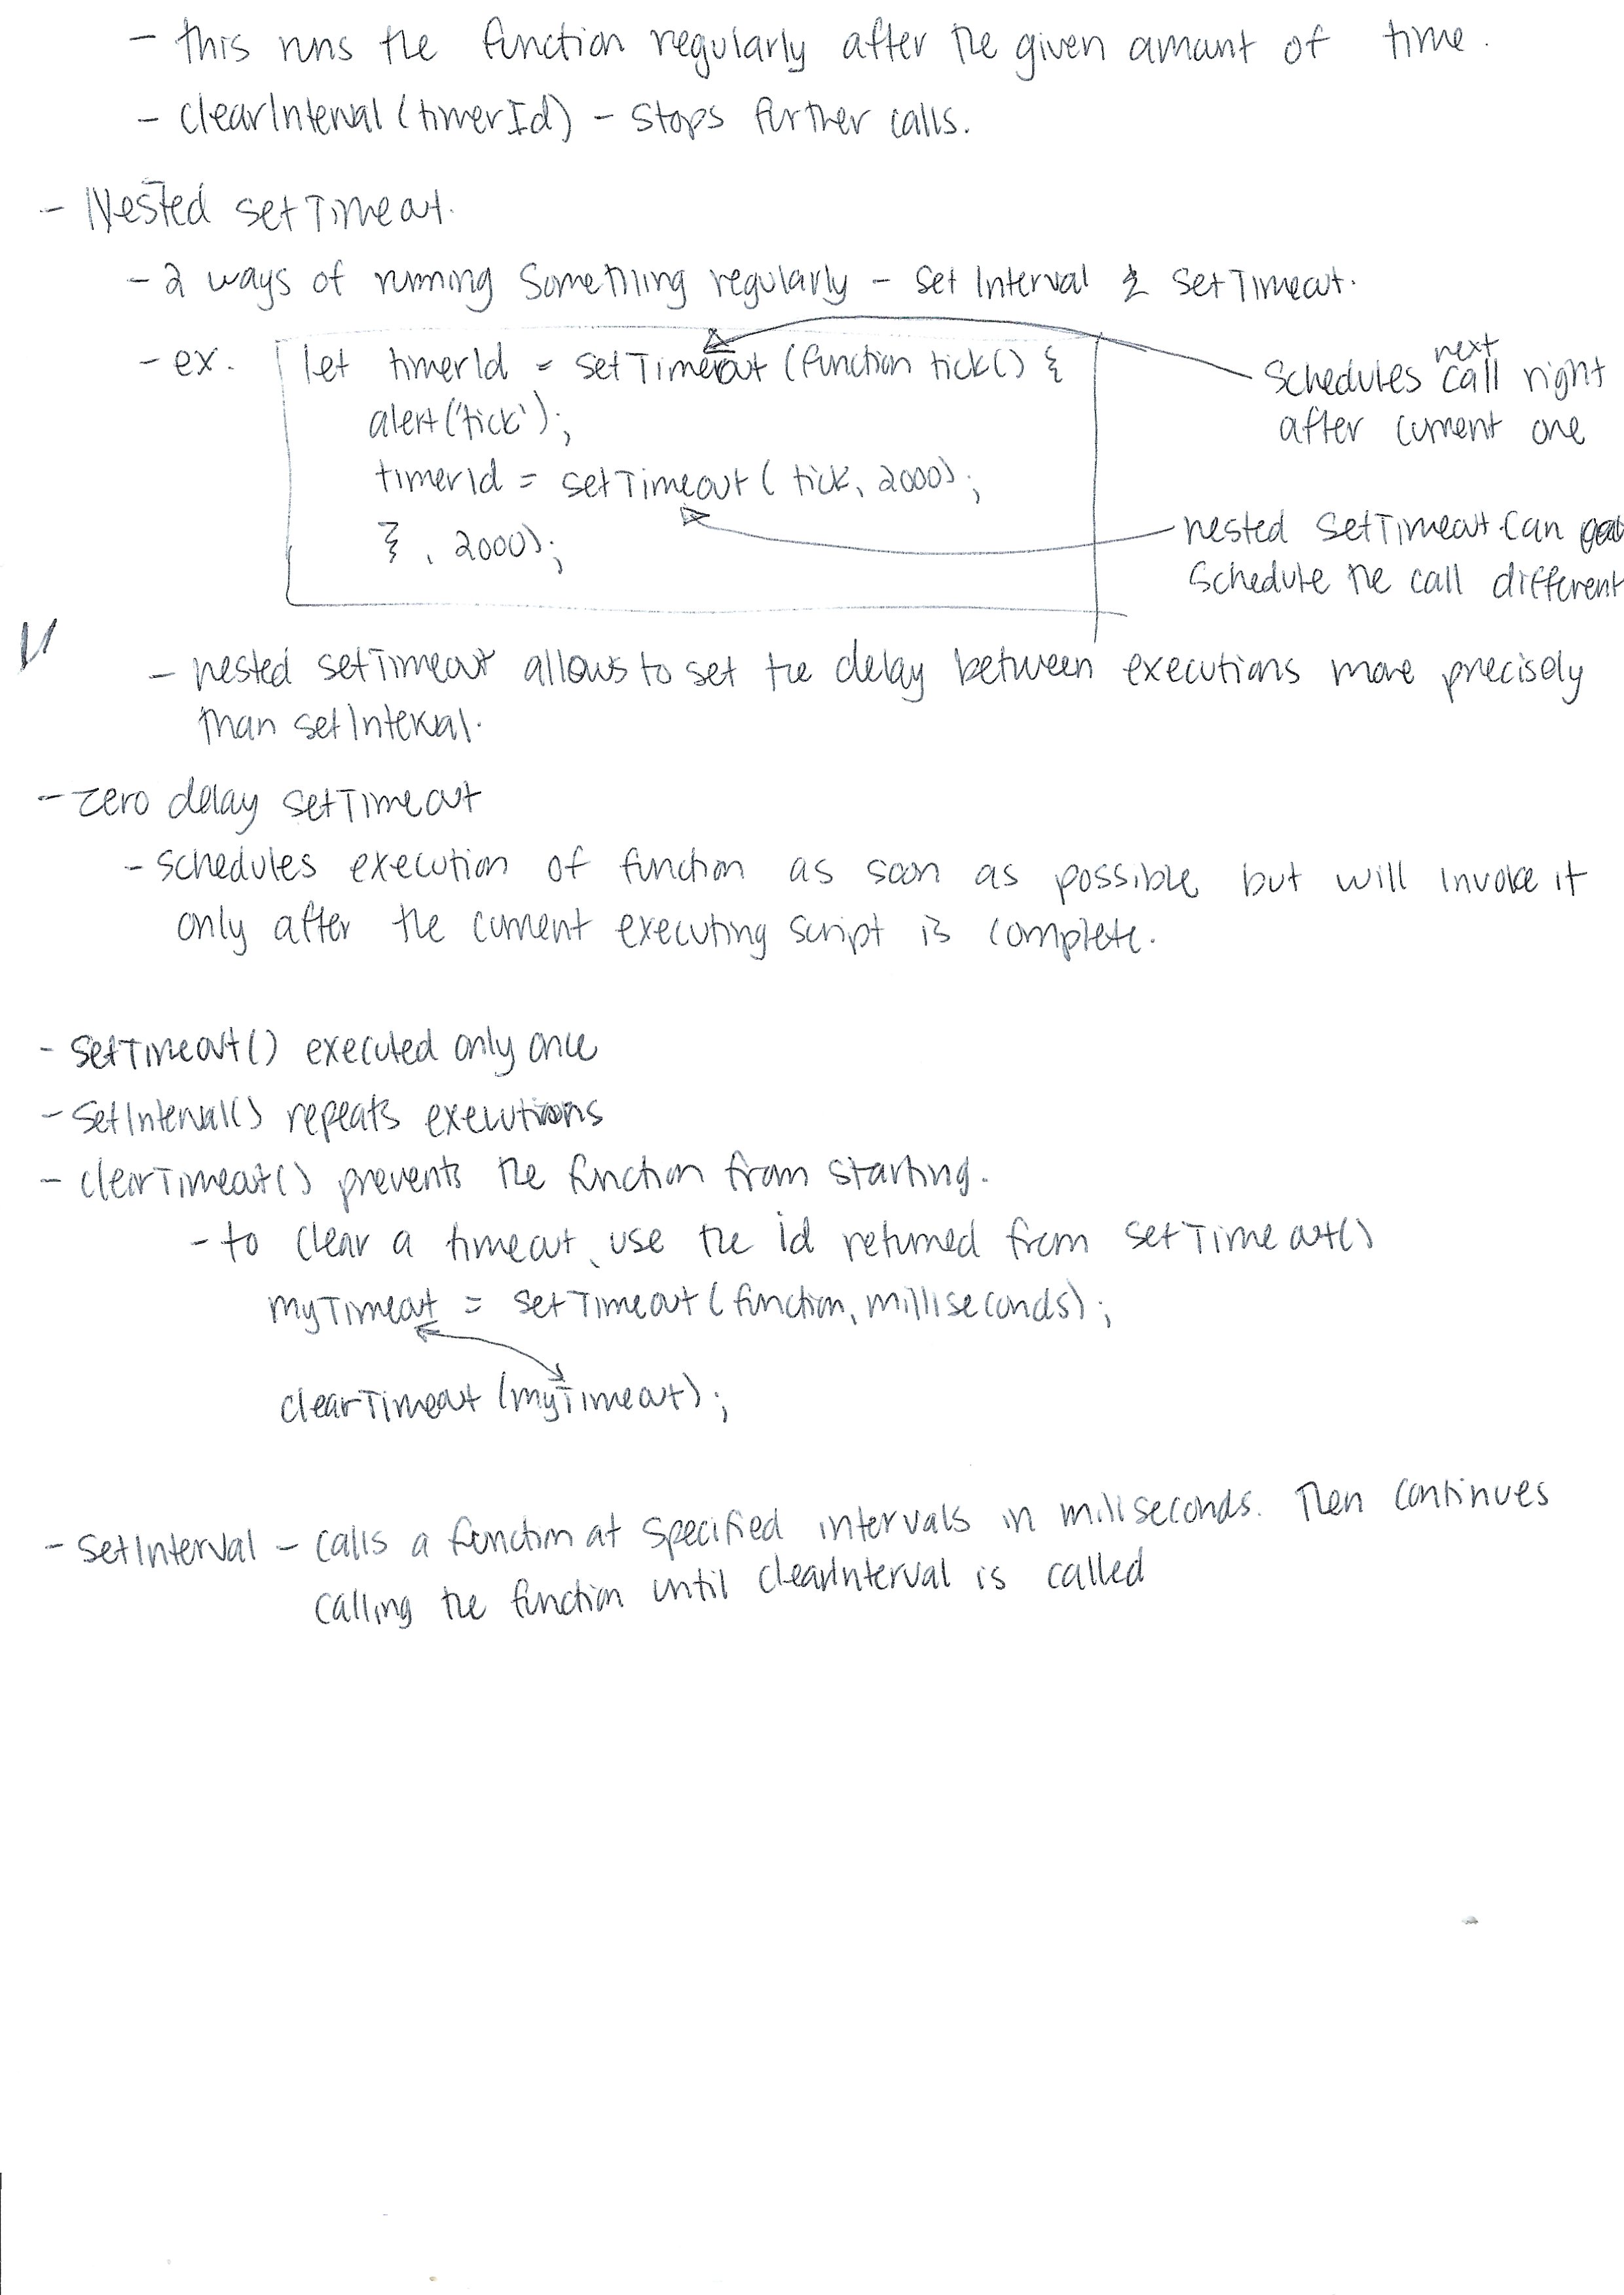 - this runs the function regularly after the given amount of time.
- clearInterval(timerId) - stops further calls.
- Nested setTimeout.
- 2 ways of running something regularly - setInterval & setTimeout.
- ex.
let timerId = setTimeout (function tick() {
alert('tick');
timerId = setTimeout( tick, 2000);
} , 2000);
schedules next call right
after current one
nested setTimeout can
schedule the call different
- nested setTimeout allows to set the delay between executions more precisely
than setInterval.
- zero delay setTimeout
- schedules execution of function as soon as possible but will invoke it
only after the current executing script is complete.
- setTimeout() executed only once
- setInterval() repeats executions
- clearTimeout() prevents the function from starting.
- to clear a timeout, use the id returned from setTimeout()
myTimeout = setTimeout(function, milliseconds);
clearTimeout (myTimeout);
- setInterval - calls a function at specified intervals in miliseconds. Then continues
calling the function until clearInterval is called